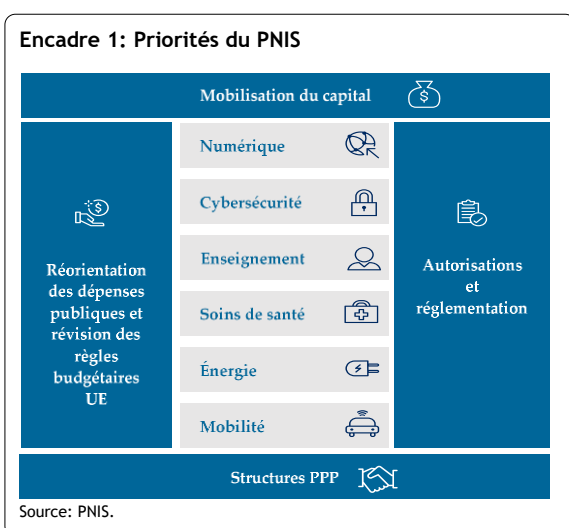 Encadre 1: Priorités du PNIS
Mobilisation du capital
Réorientation
des dépenses
publiques et
révision des
règles
budgétaires
UE
Numérique
Cybersécurité
Enseignement
Soins de santé
Énergie
Mobilité
Autorisations
et
réglementation
Structures PPP
Source: PNIS.